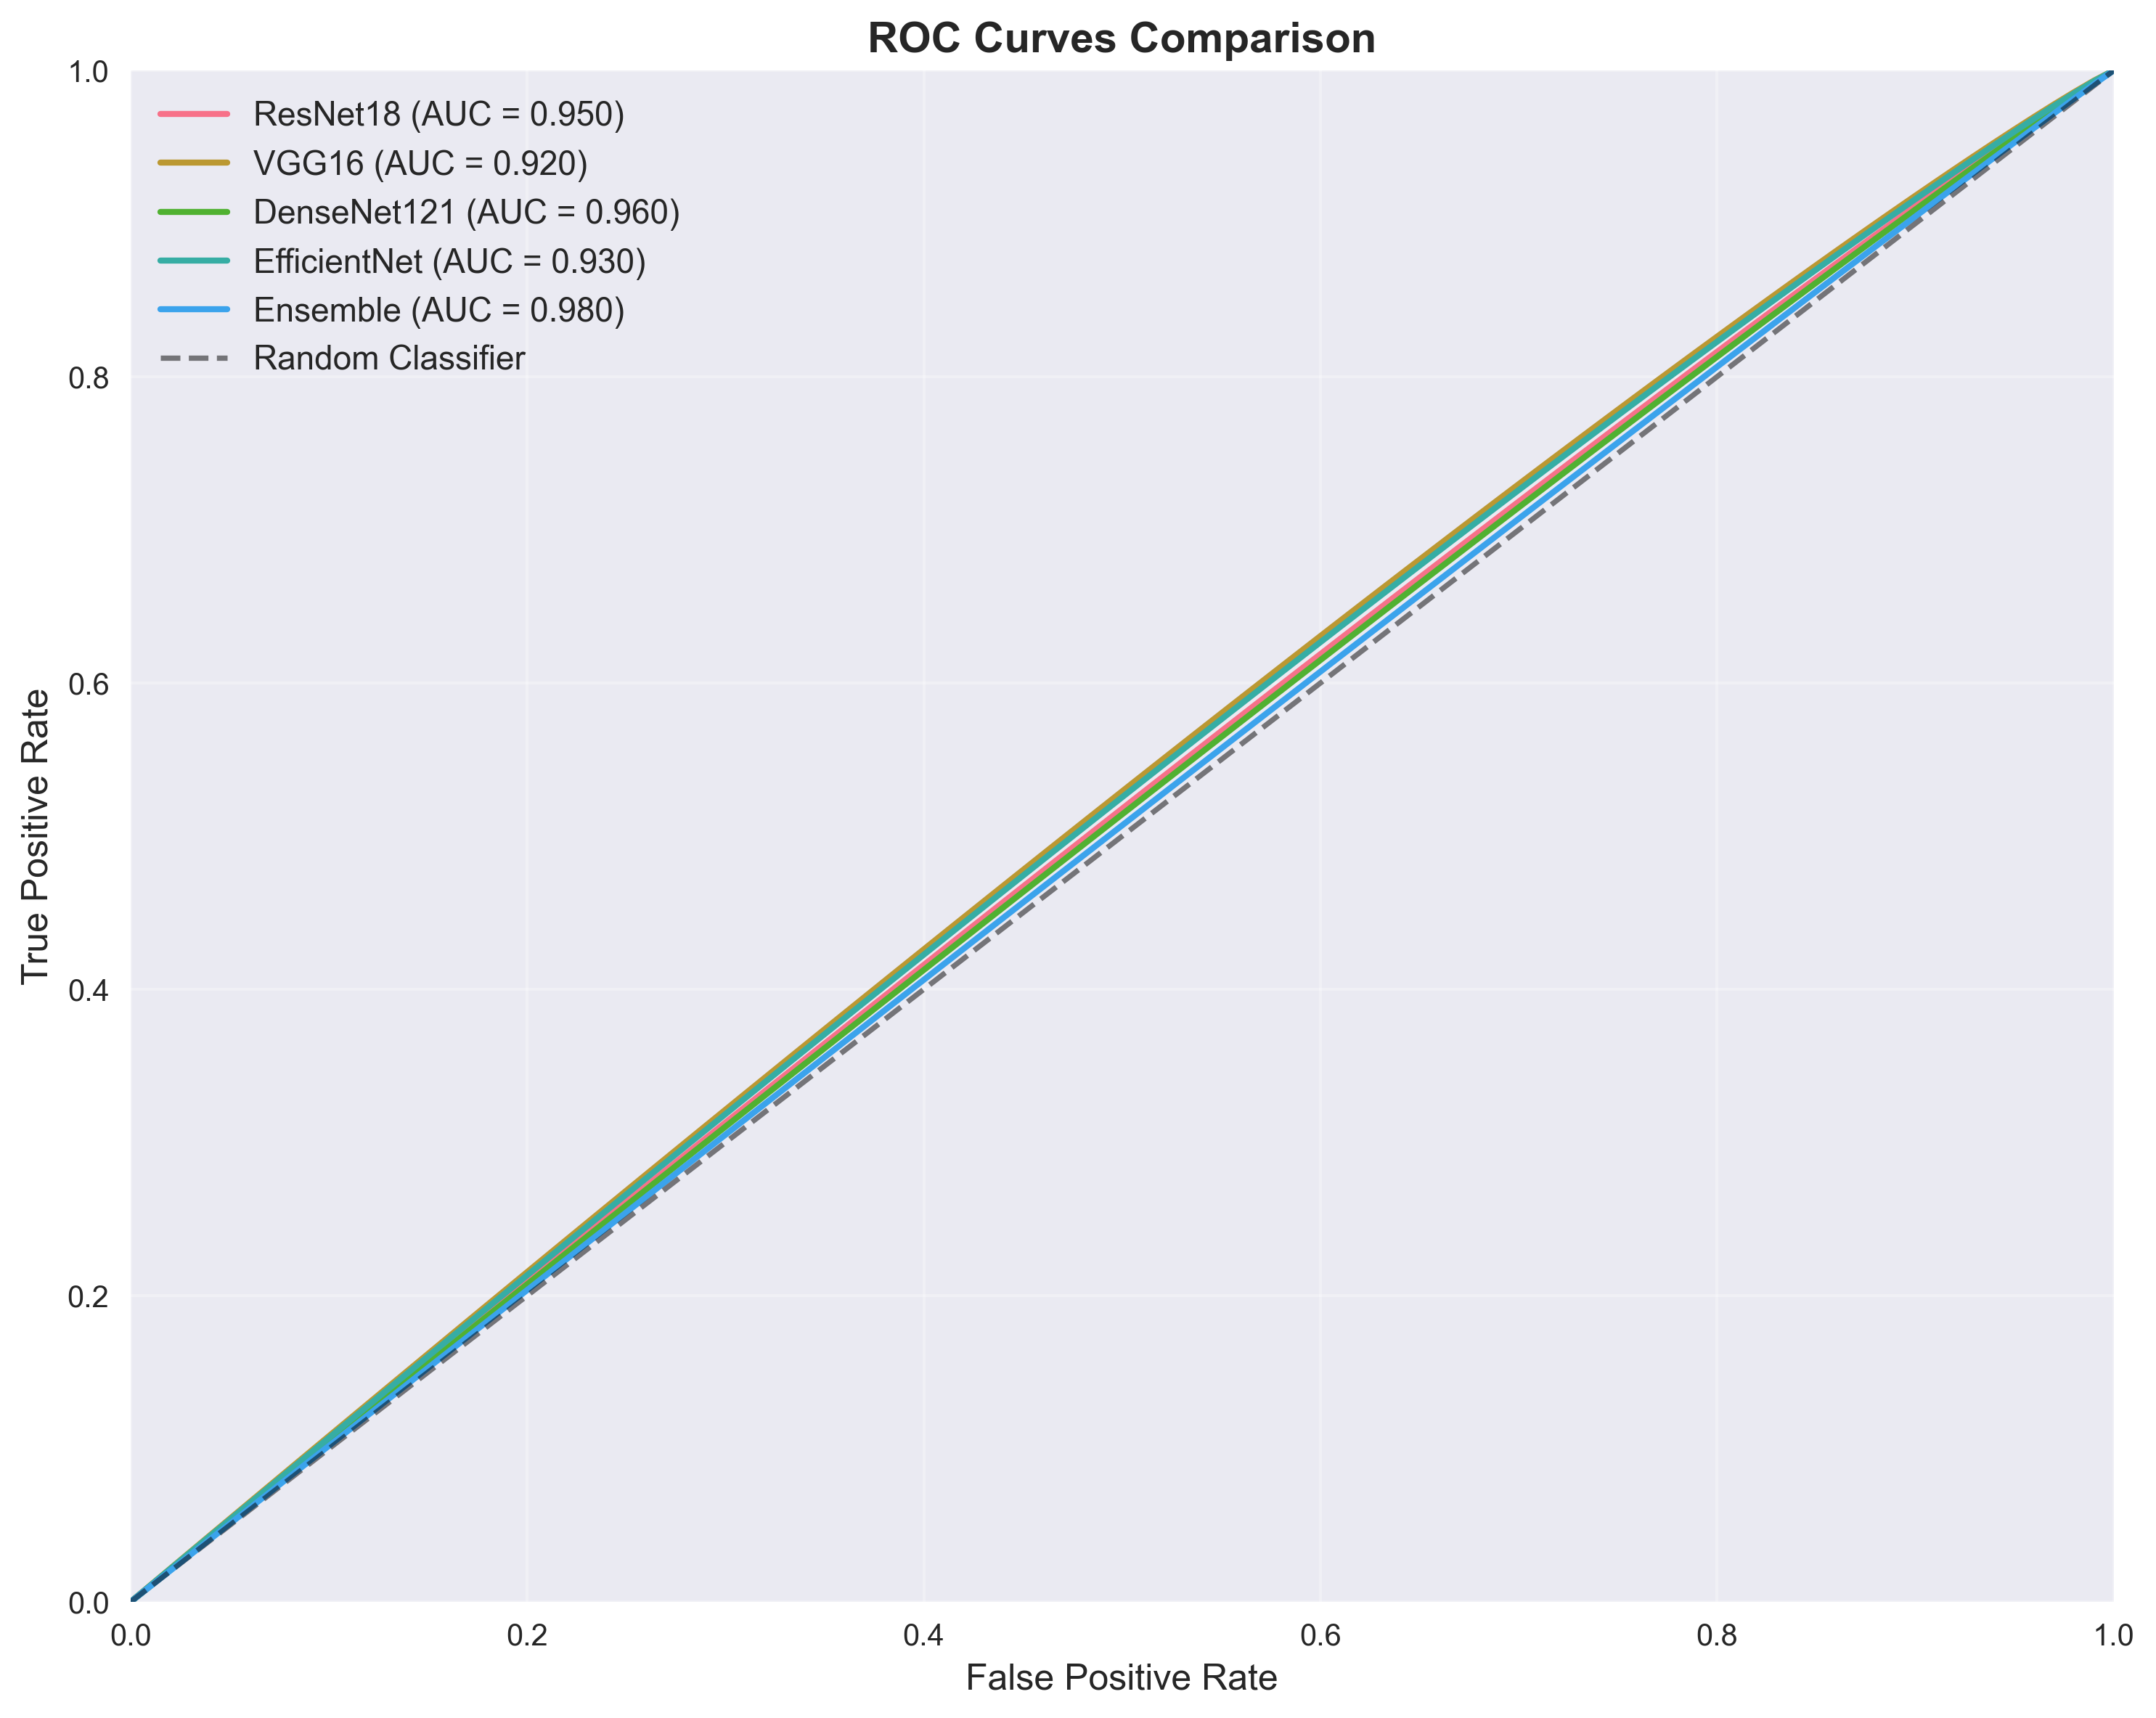 ROC Curves Comparison
1.0
ResNet18 (AUC = 0.950)
VGG16 (AUC = 0.920)
DenseNet121 (AUC = 0.960)
EfficientNet (AUC = 0.930)
Ensemble (AUC = 0.980)
Random Classifier
0.8
0.6
True Positive Rate
0.4
0.2
0.0
0.0 0.2 0.4 0.6 0.8 1.0
False Positive Rate